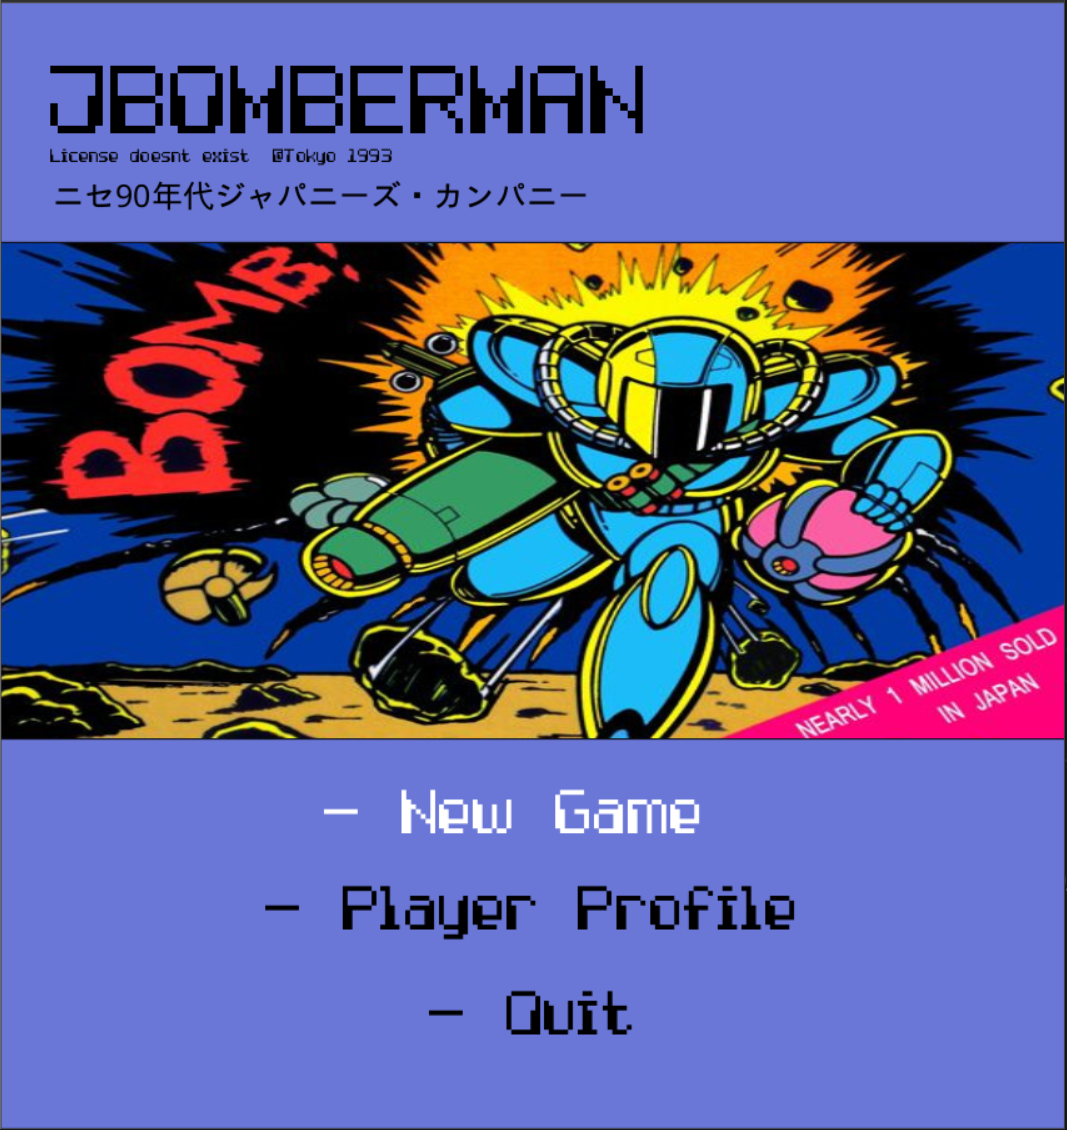 JBOMBERMAN
License doesnt exist @Tokyo 1993
ニセ90年代ジャパニーズ・カンパニー
BOMB!
NEARLY 1 MILLION SOLD
IN JAPAN
- New Game
- Player Profile
- Quit